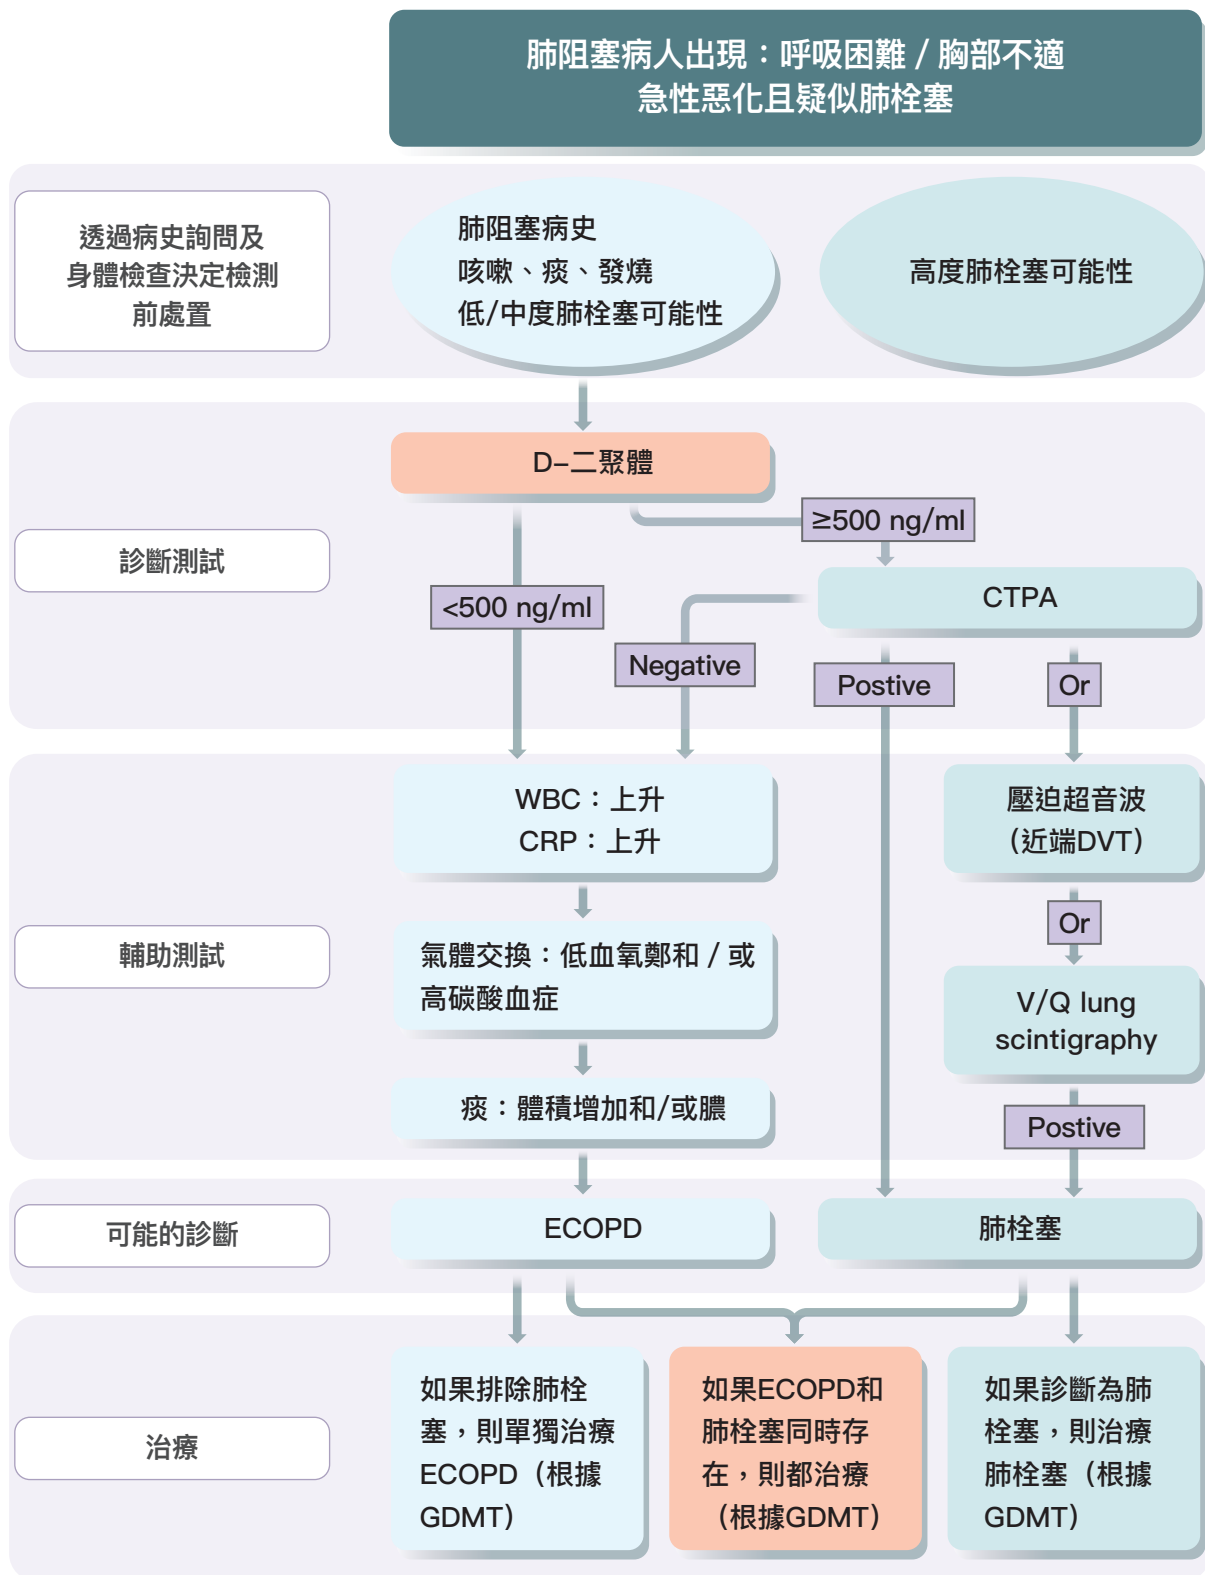 肺阻塞病人出現：呼吸困難 / 胸部不適
急性惡化且疑似肺栓塞
透過病史詢問及
身體檢查決定檢測
前處置
肺阻塞病史
咳嗽、痰、發燒
低/中度肺栓塞可能性
高度肺栓塞可能性
診斷測試
D-二聚體
≥500 ng/ml
<500 ng/ml
CTPA
Negative
Postive
Or
輔助測試
WBC：上升
CRP：上升
壓迫超音波
（近端DVT）
Or
氣體交換：低血氧鄭和 / 或
高碳酸血症
V/Q lung
scintigraphy
痰：體積增加和/或膿
Postive
可能的診斷
ECOPD
肺栓塞
治療
如果排除肺栓
塞，則單獨治療
ECOPD（根據
GDMT）
如果ECOPD和
肺栓塞同時存
在，則都治療
（根據GDMT）
如果診斷為肺
栓塞，則治療
肺栓塞（根據
GDMT）